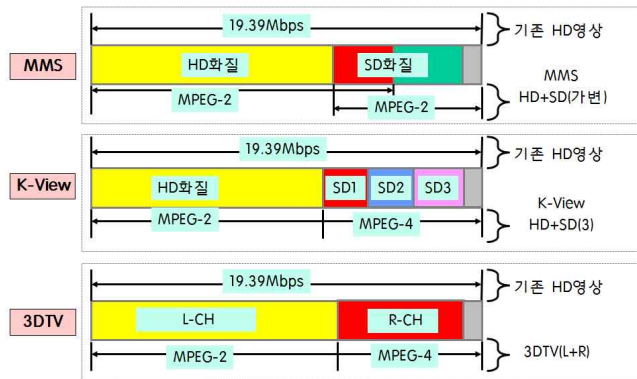 19.39Mbps
기존 HD영상
MMS
HD화질
SD화질
MPEG-2
MPEG-2
MMS
HD+SD(가변)
19.39Mbps
기존 HD영상
K-View
HD화질
SD1
SD2
SD3
MPEG-2
MPEG-4
K-View
HD+SD(3)
19.39Mbps
기존 HD영상
3DTV
L-CH
R-CH
MPEG-2
MPEG-4
3DTV(L+R)